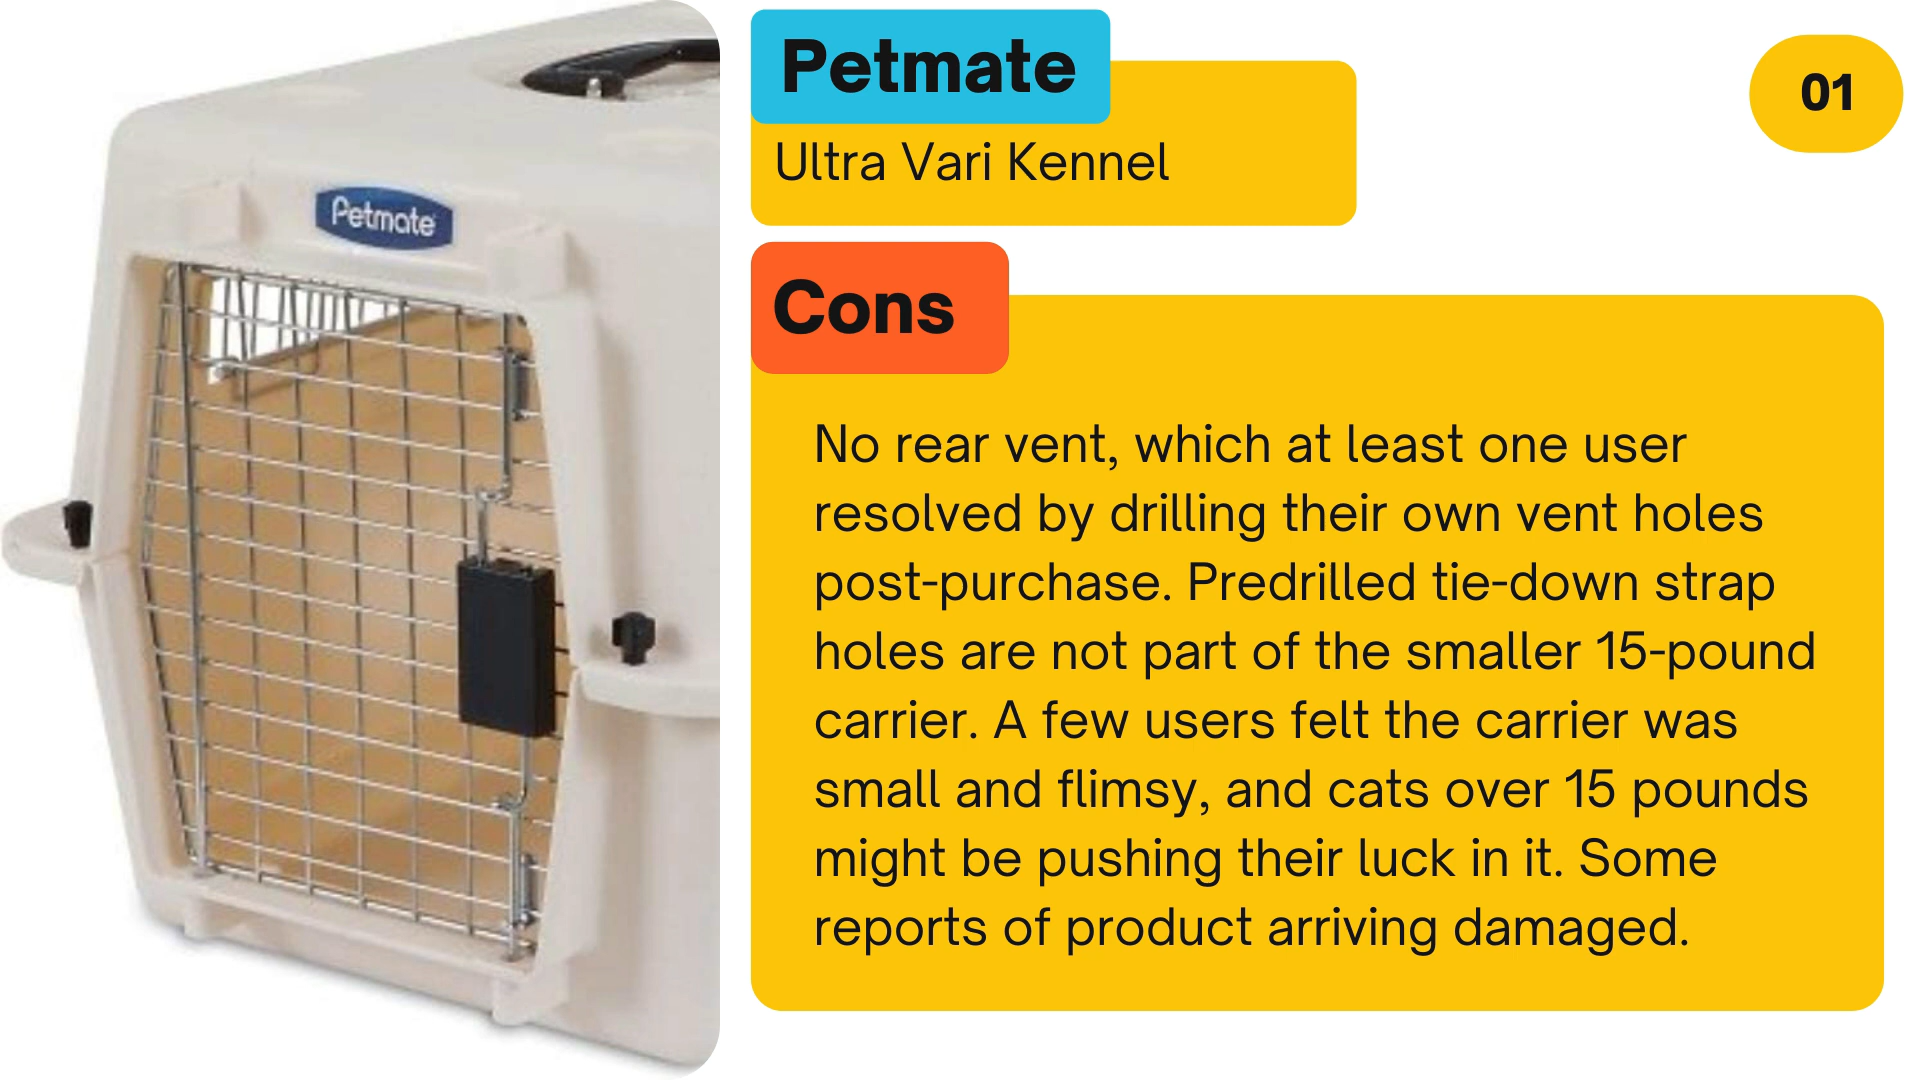 Petmate
Petmate
Ultra Vari Kennel
01
Cons
No rear vent, which at least one user
resolved by drilling their own vent holes
post-purchase. Predrilled tie-down strap
holes are not part of the smaller 15-pound
carrier. A few users felt the carrier was
small and flimsy, and cats over 15 pounds
might be pushing their luck in it. Some
reports of product arriving damaged.